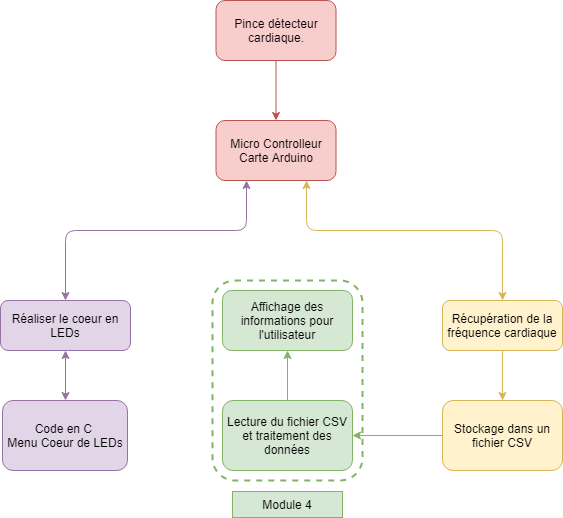 Pince détecteur
cardiaque.
Micro Controlleur
Carte Arduino
Réaliser le coeur en
LEDs
Affichage des
informations pour
l'utilisateur
Récupération de la
fréquence cardiaque
Code en C
Menu Coeur de LEDs
Lecture du fichier CSV
et traitement des
données
Stockage dans un
fichier CSV
Module 4